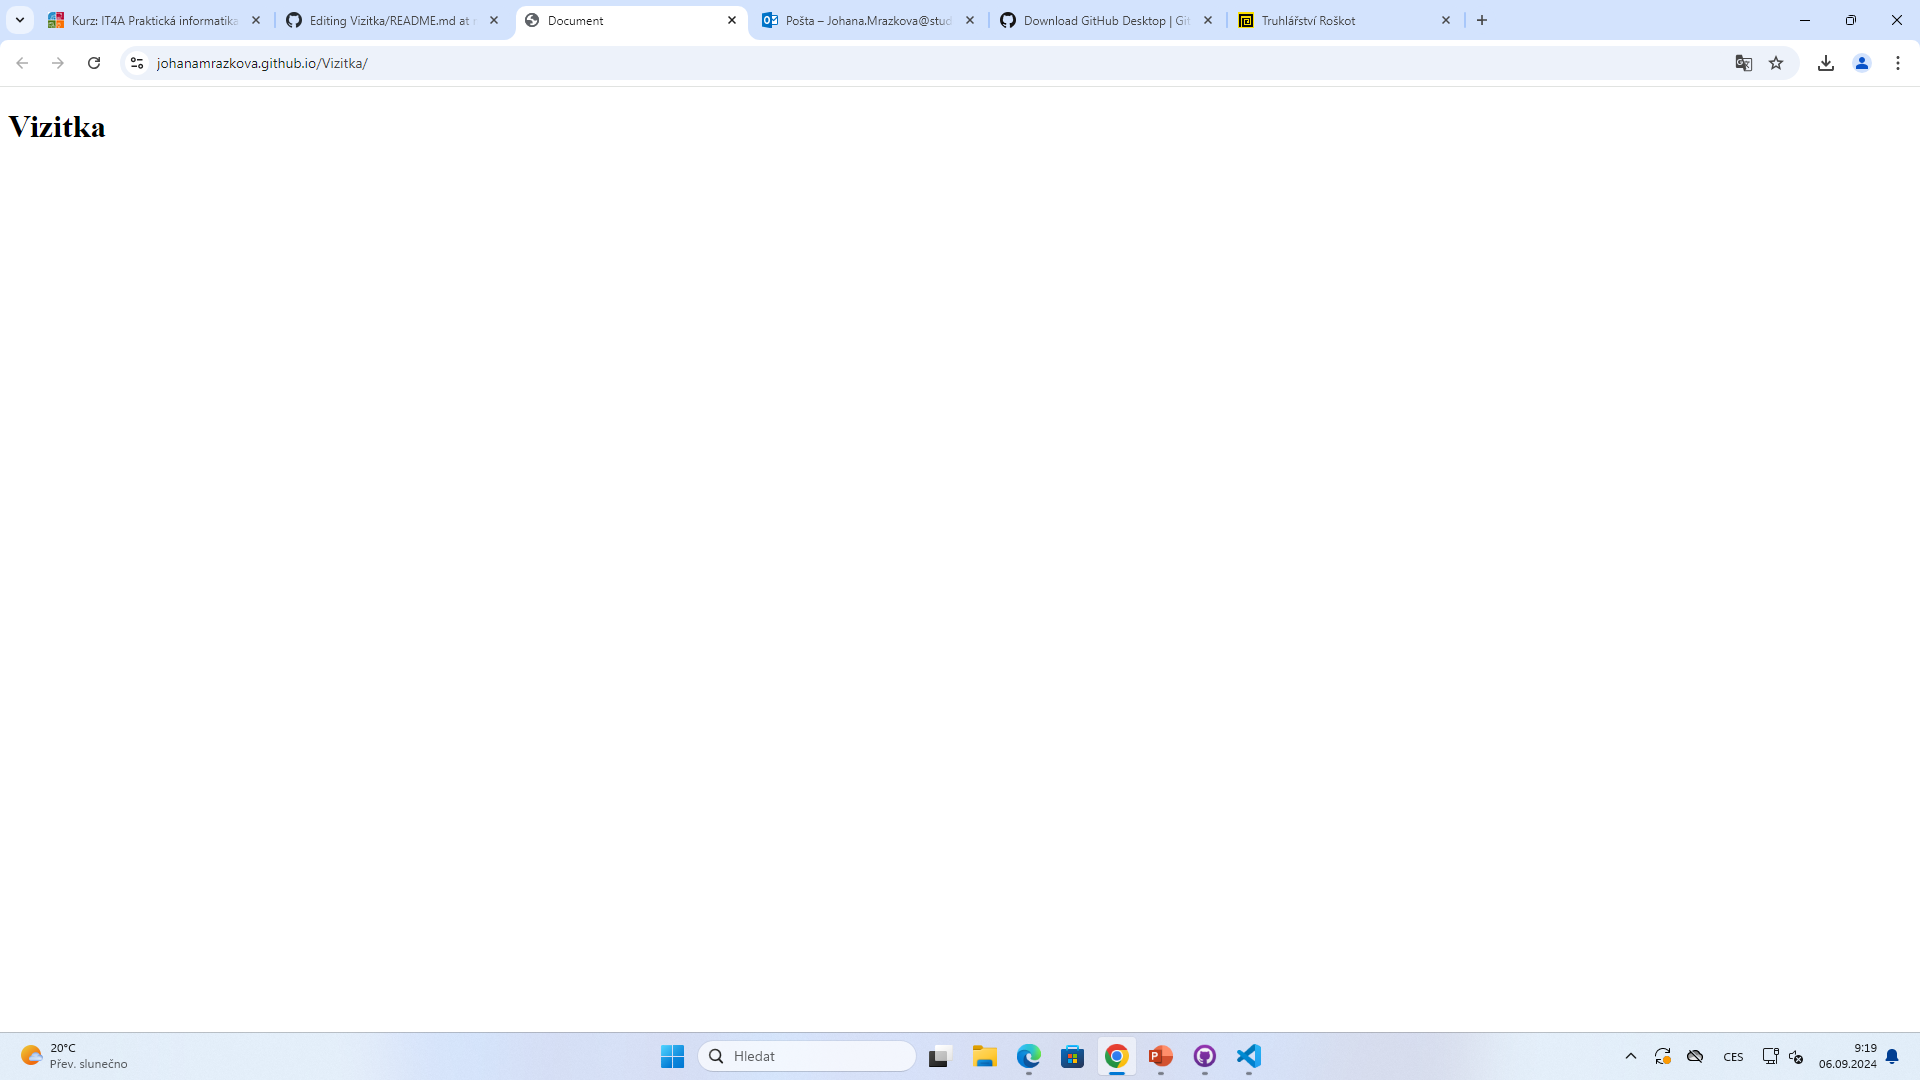 Kurz: IT4A Praktická informatika
Editing Vizitka/README.md at
Document
Pošta – Johana.Mrazkova@stud
Download GitHub Desktop | Git
Truhlářství Roškot
johanamrazkova.github.io/Vizitka/
Vizitka
20°C
Přev. slunečno
Hledat
CES
9:19
06.09.2024